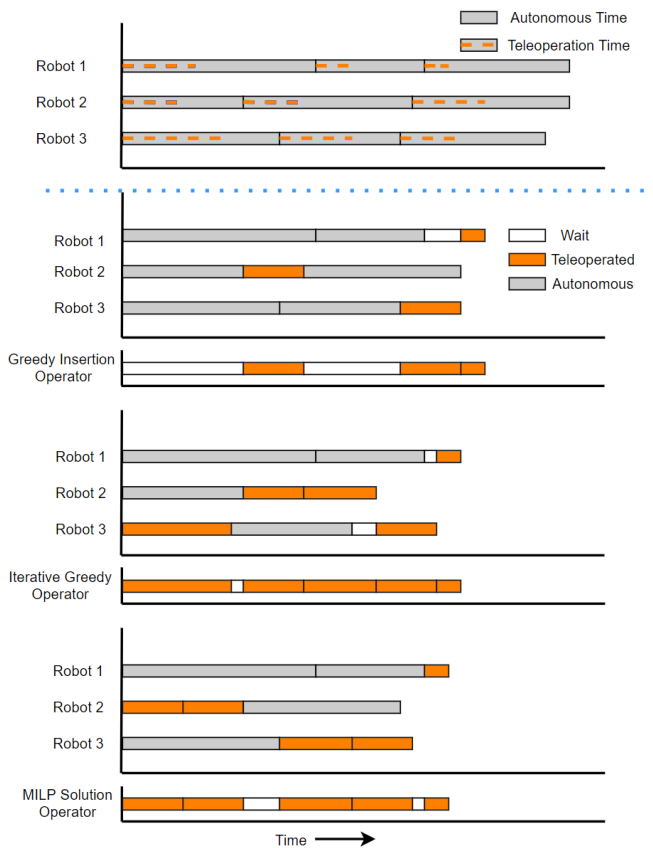 Autonomous Time
Teleoperation Time
Robot 1
Robot 2
Robot 3
Robot 1
Robot 2
Robot 3
Wait
Teleoperated
Autonomous
Greedy Insertion
Operator
Robot 1
Robot 2
Robot 3
Iterative Greedy
Operator
Robot 1
Robot 2
Robot 3
MILP Solution
Operator
Time